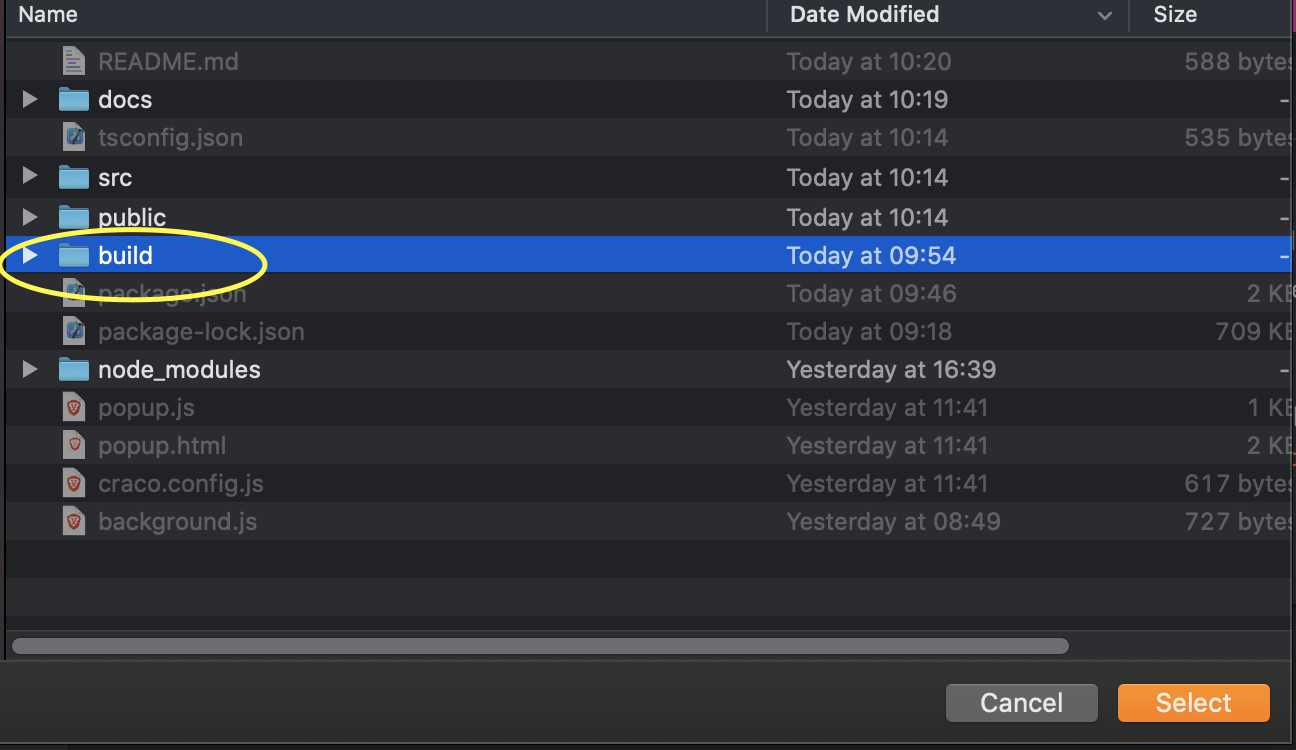 Name Date Modified Size
README.md Today at 10:20 588 bytes
docs Today at 10:19 -
tsconfig.json Today at 10:14 535 bytes
src Today at 10:14 -
public Today at 10:14 -
build Today at 09:54 -
package.json Today at 09:46 2 KB
package-lock.json Today at 09:18 709 KB
node_modules Yesterday at 16:39 -
popup.js Yesterday at 11:41 1 KB
popup.html Yesterday at 11:41 2 KB
craco.config.js Yesterday at 11:41 617 bytes
background.js Yesterday at 08:49 727 bytes
Cancel Select